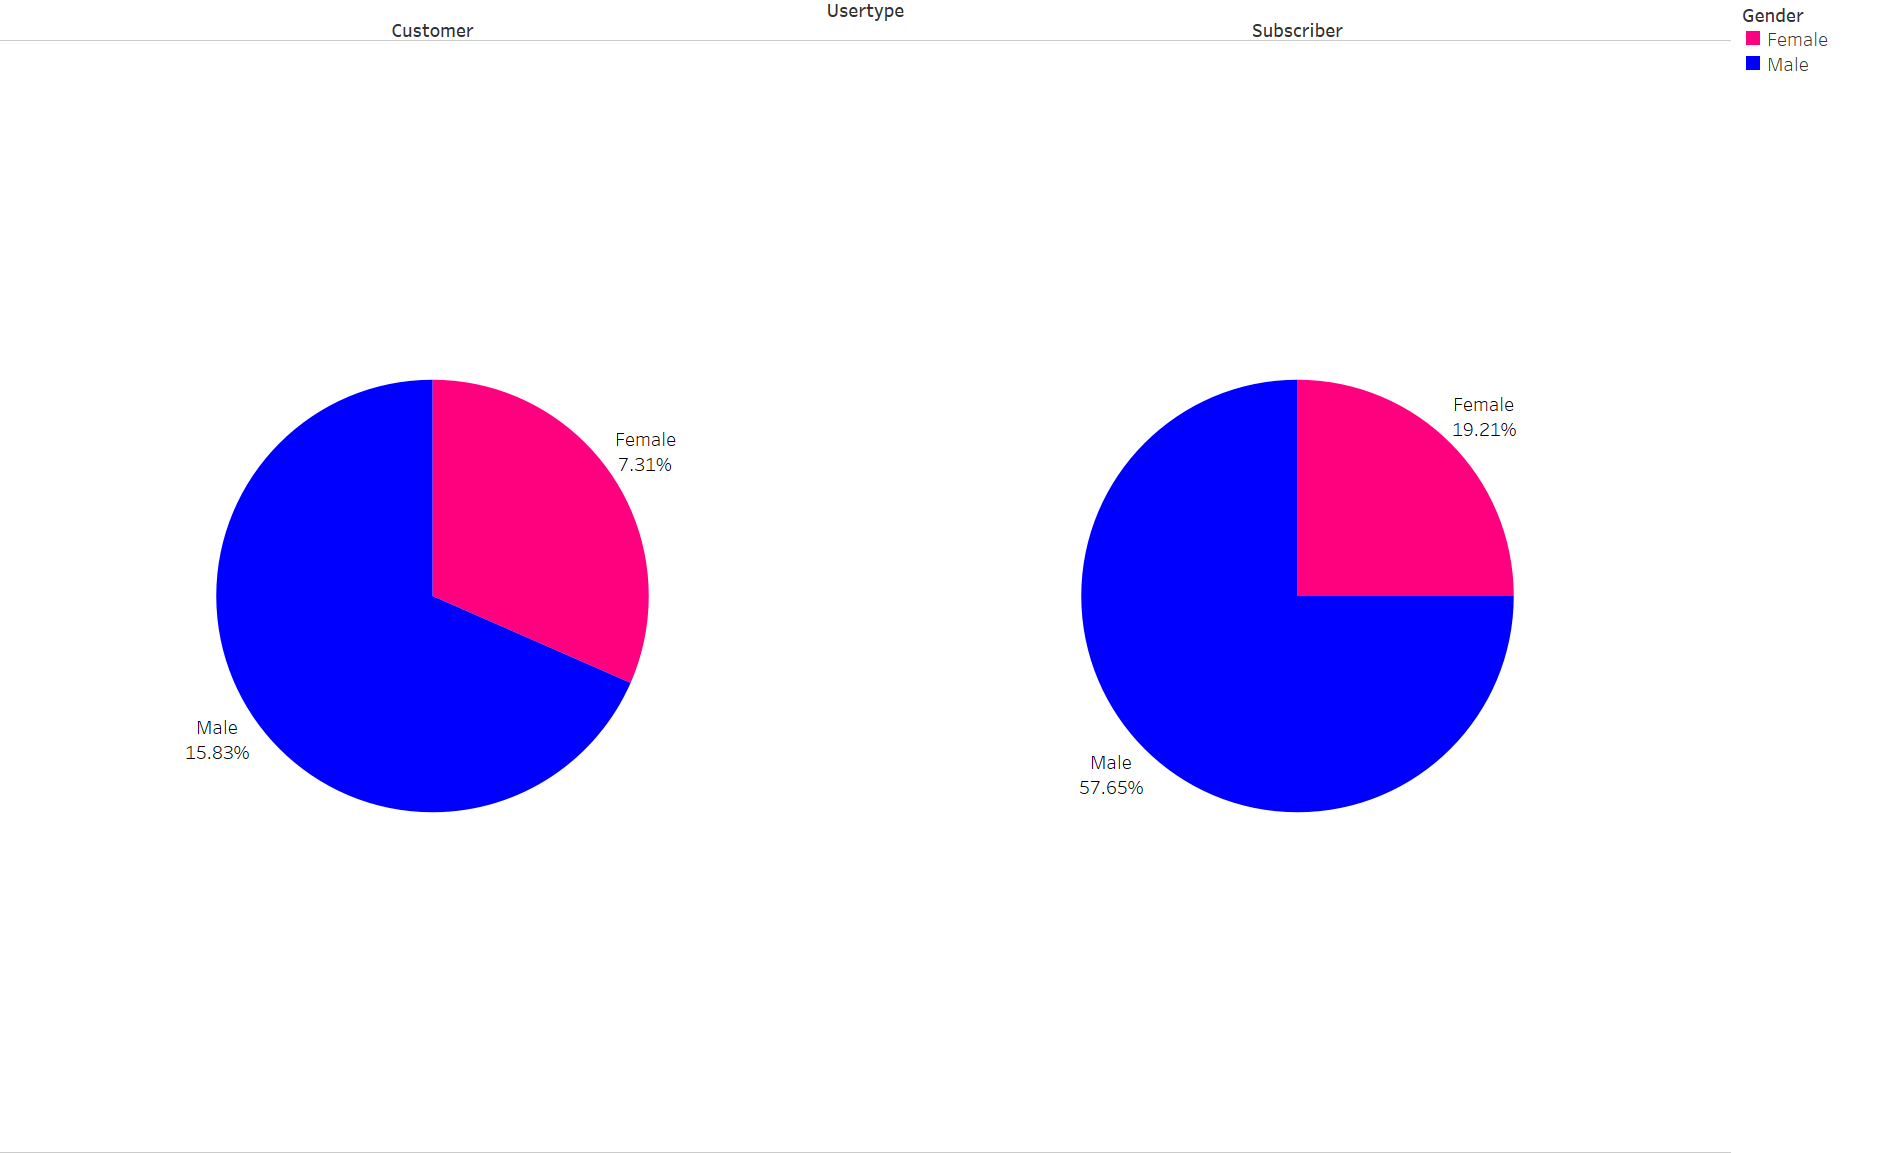 Usertype
Customer
Subscriber
Gender
Female
Male
Female
7.31%
Male
15.83%
Female
19.21%
Male
57.65%